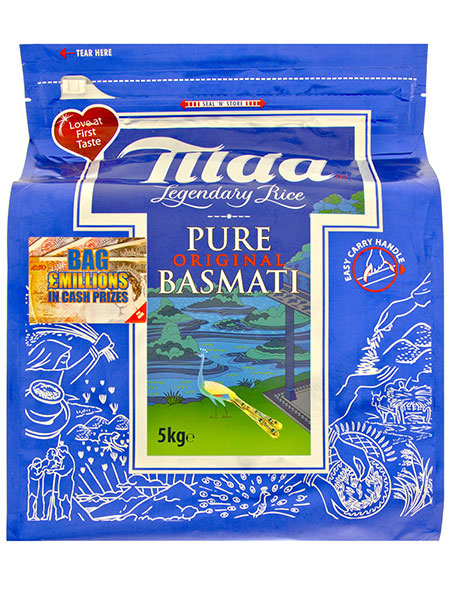 TEAR HERE
SEAL 'N' STORE
Love at
First
Taste
Tilda
Legendary Rice
PURE
ORIGINAL
BASMATI
BAG
£MILLIONS
IN CASH PRIZES
EASY CARRY HANDLE
5kg℮